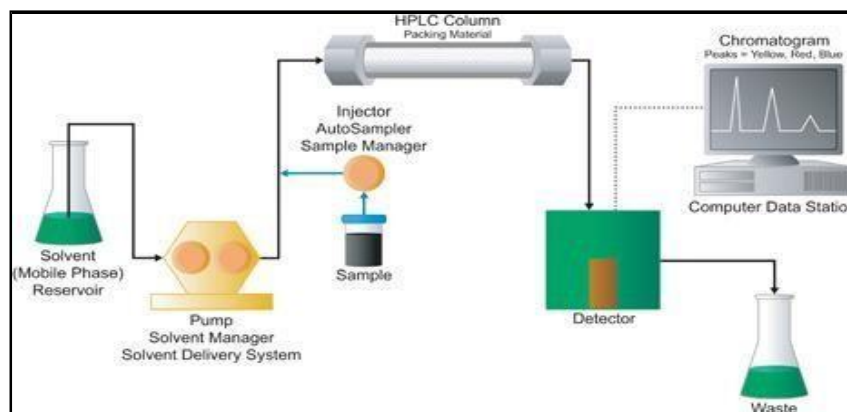 HPLC Column
Packing Material
Chromatogram
Peaks = Yellow, Red, Blue
Injector
AutoSampler
Sample Manager
Solvent
(Mobile Phase)
Reservoir
Sample
Computer Data Statio
Pump
Solvent Manager
Solvent Delivery System
Detector
Waste